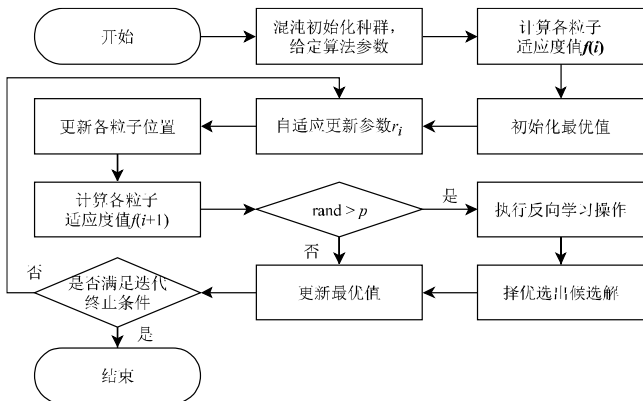 开始
混沌初始化种群，
给定算法参数
计算各粒子
适应度值f(i)
更新各粒子位置
自适应更新参数ri
初始化最优值
计算各粒子
适应度值f(i+1)
rand > p
是
执行反向学习操作
否
否
是否满足迭代
终止条件
更新最优值
择优选出候选解
是
结束